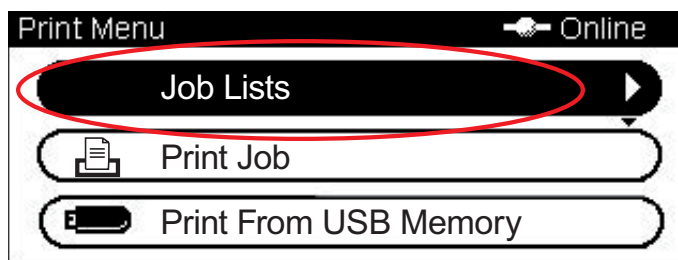 Print Menu Online
Job Lists
Print Job
Print From USB Memory